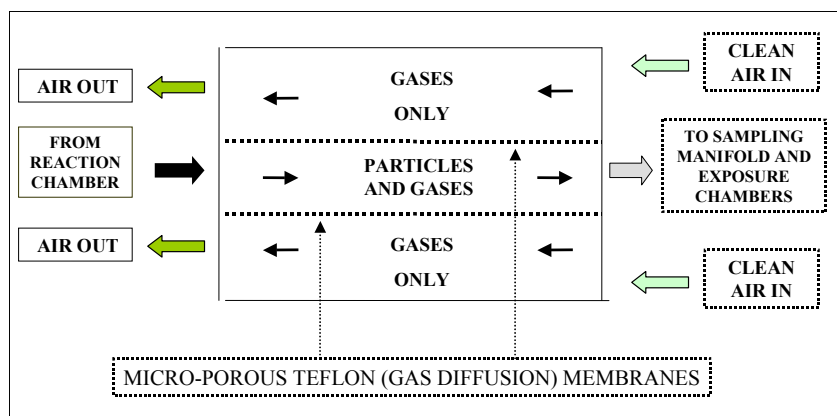 AIR OUT
FROM
REACTION
CHAMBER
AIR OUT
GASES
ONLY
PARTICLES
AND GASES
GASES
ONLY
CLEAN
AIR IN
TO SAMPLING
MANIFOLD AND
EXPOSURE
CHAMBERS
CLEAN
AIR IN
MICRO-POROUS TEFLON (GAS DIFFUSION) MEMBRANES